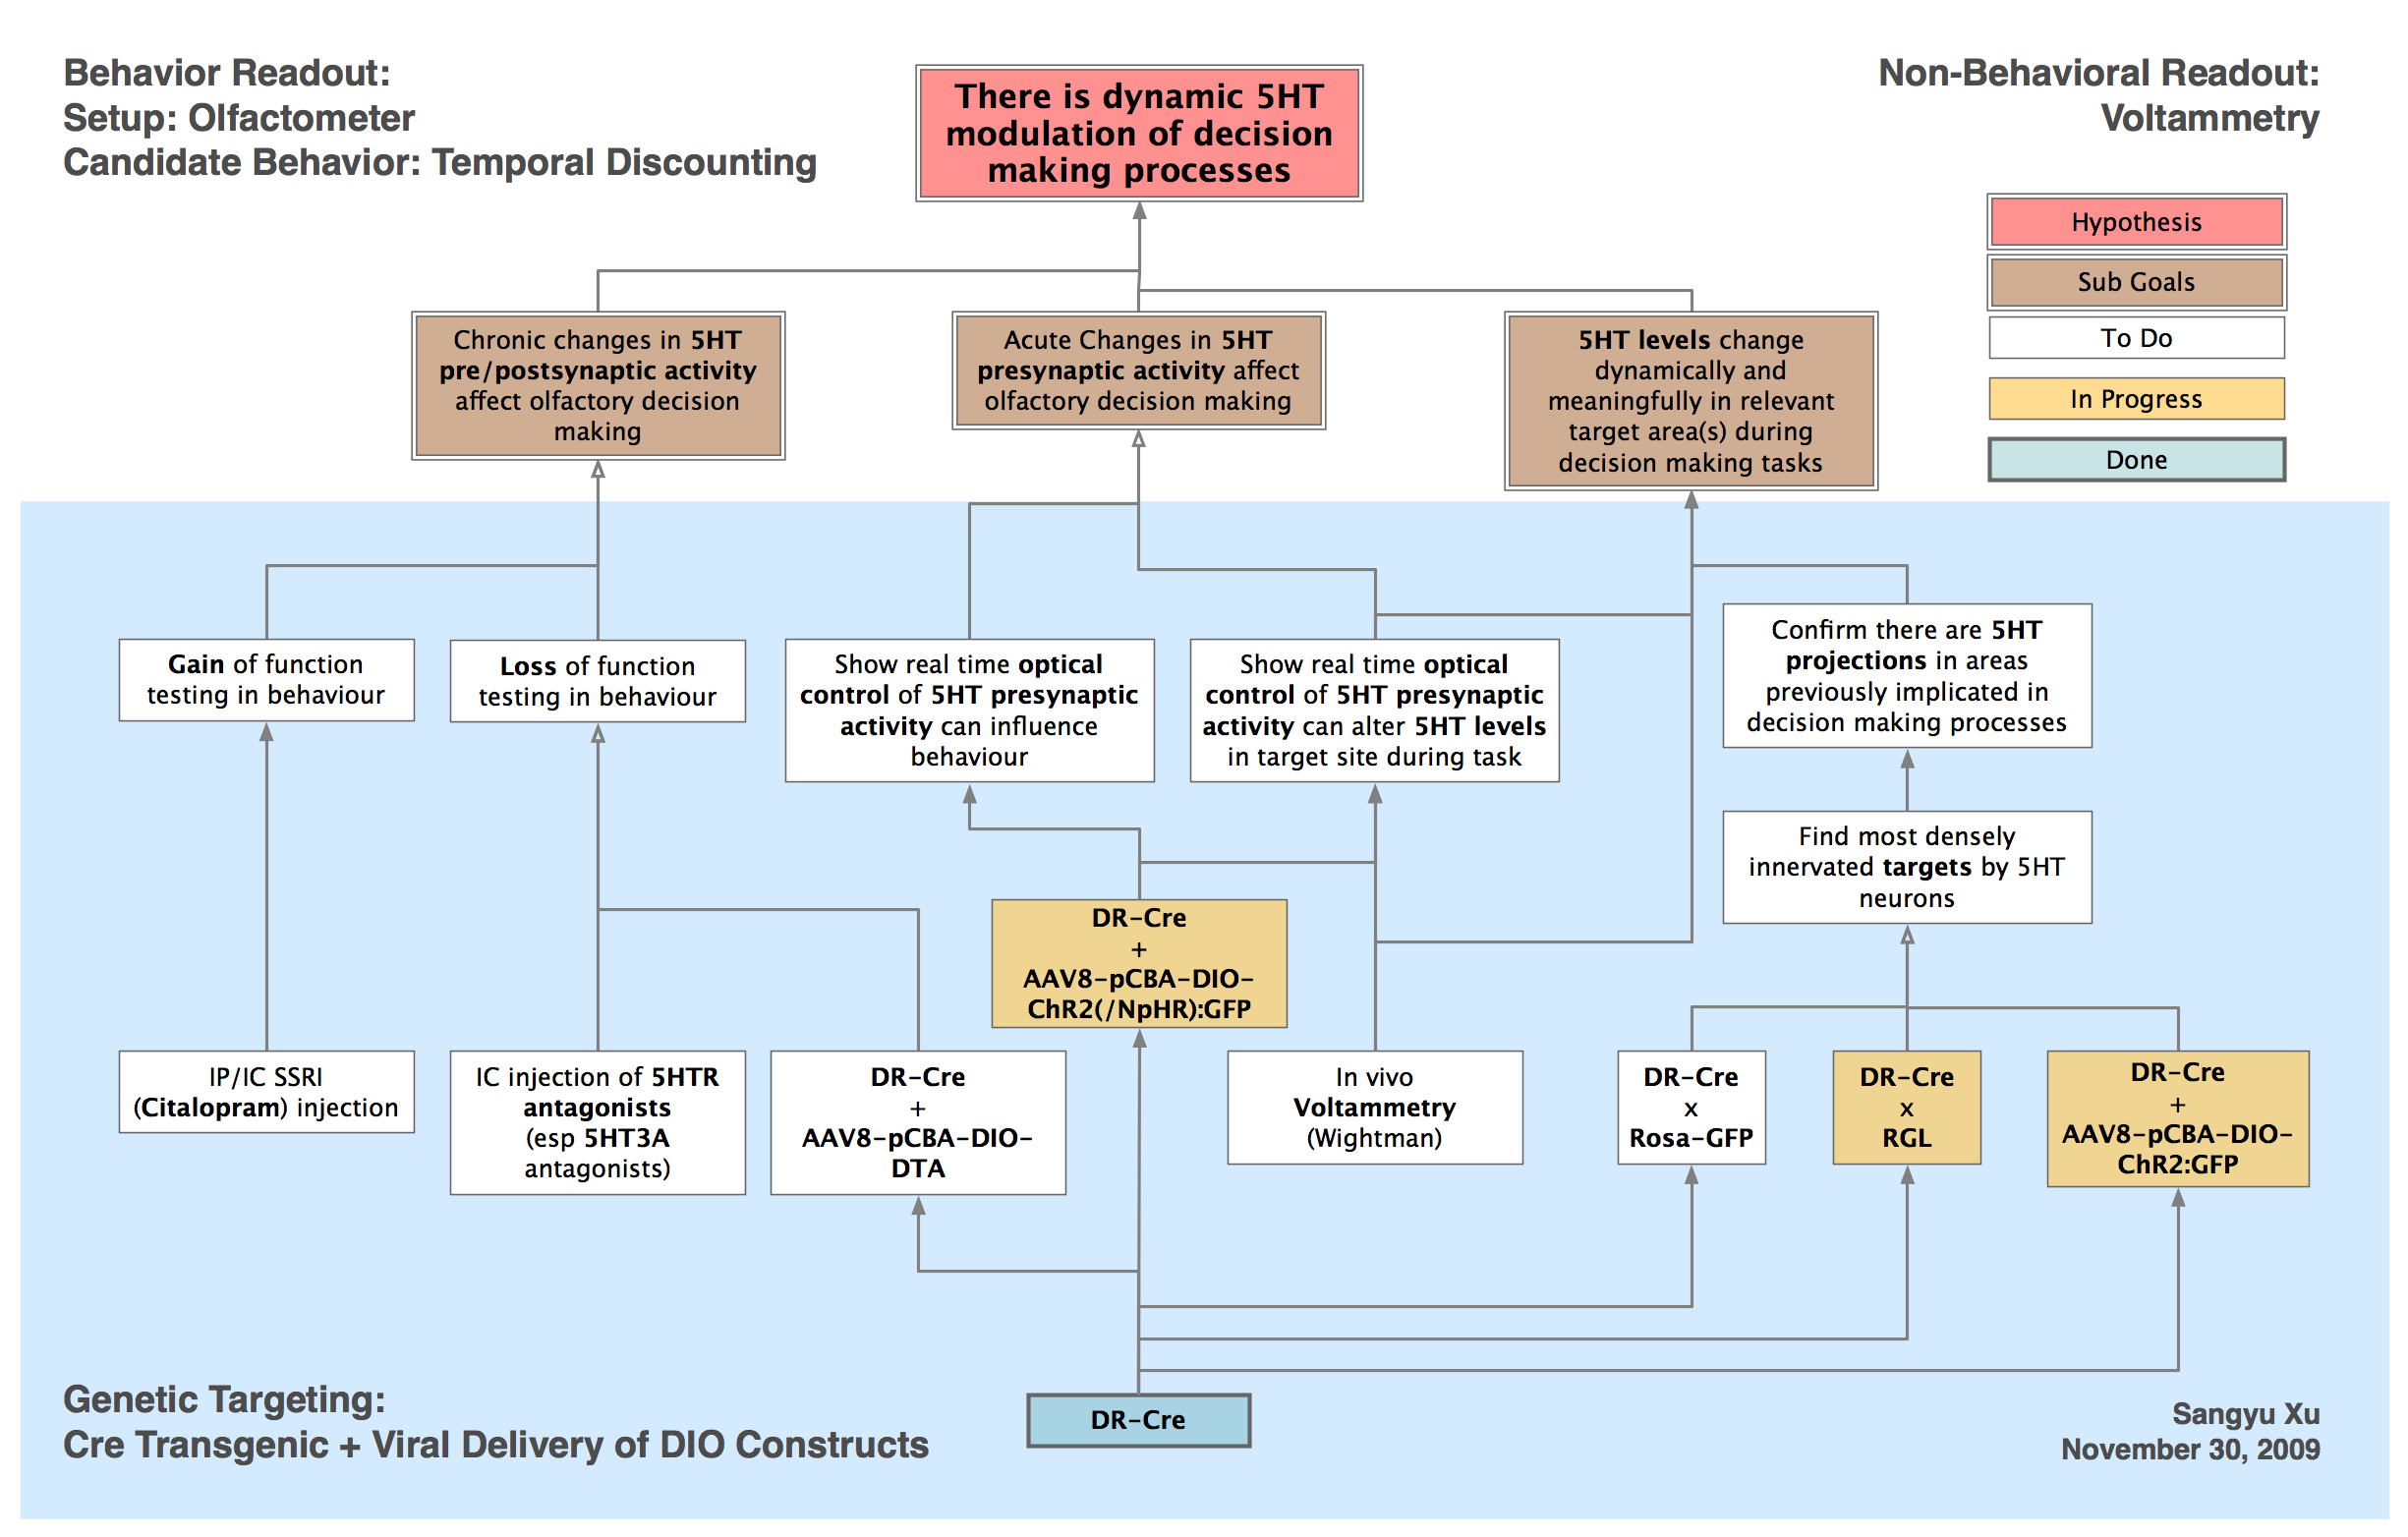 Behavior Readout:
Setup: Olfactometer
Candidate Behavior: Temporal Discounting
There is dynamic 5HT
modulation of decision
making processes
Non-Behavioral Readout:
Voltammetry
Hypothesis
Sub Goals
To Do
In Progress
Done
Chronic changes in 5HT
pre/postsynaptic activity
affect olfactory decision
making
Acute Changes in 5HT
presynaptic activity affect
olfactory decision making
5HT levels change
dynamically and
meaningfully in relevant
target area(s) during
decision making tasks
Gain of function
testing in behaviour
Loss of function
testing in behaviour
Show real time optical
control of 5HT presynaptic
activity can influence
behaviour
Show real time optical
control of 5HT presynaptic
activity can alter 5HT levels
in target site during task
Confirm there are 5HT
projections in areas
previously implicated in
decision making processes
Find most densely
innervated targets by 5HT
neurons
DR-Cre
+
AAV8-pCBA-DIO-
ChR2(/NpHR):GFP
IP/IC SSRI
(Citalopram) injection
IC injection of 5HTR
antagonists
(esp 5HT3A
antagonists)
DR-Cre
+
AAV8-pCBA-DIO-
DTA
In vivo
Voltammetry
(Wightman)
DR-Cre
x
Rosa-GFP
DR-Cre
x
RGL
DR-Cre
+
AAV8-pCBA-DIO-
ChR2:GFP
DR-Cre
Genetic Targeting:
Cre Transgenic + Viral Delivery of DIO Constructs
Sangyu Xu
November 30, 2009